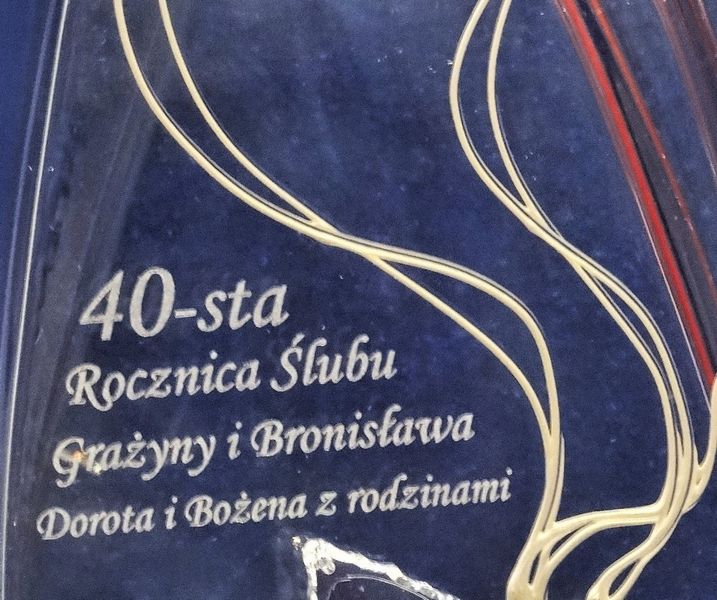 40-sta
Rocznica Ślubu
Grażyny i Bronisława
Dorota i Bożena z rodzinami